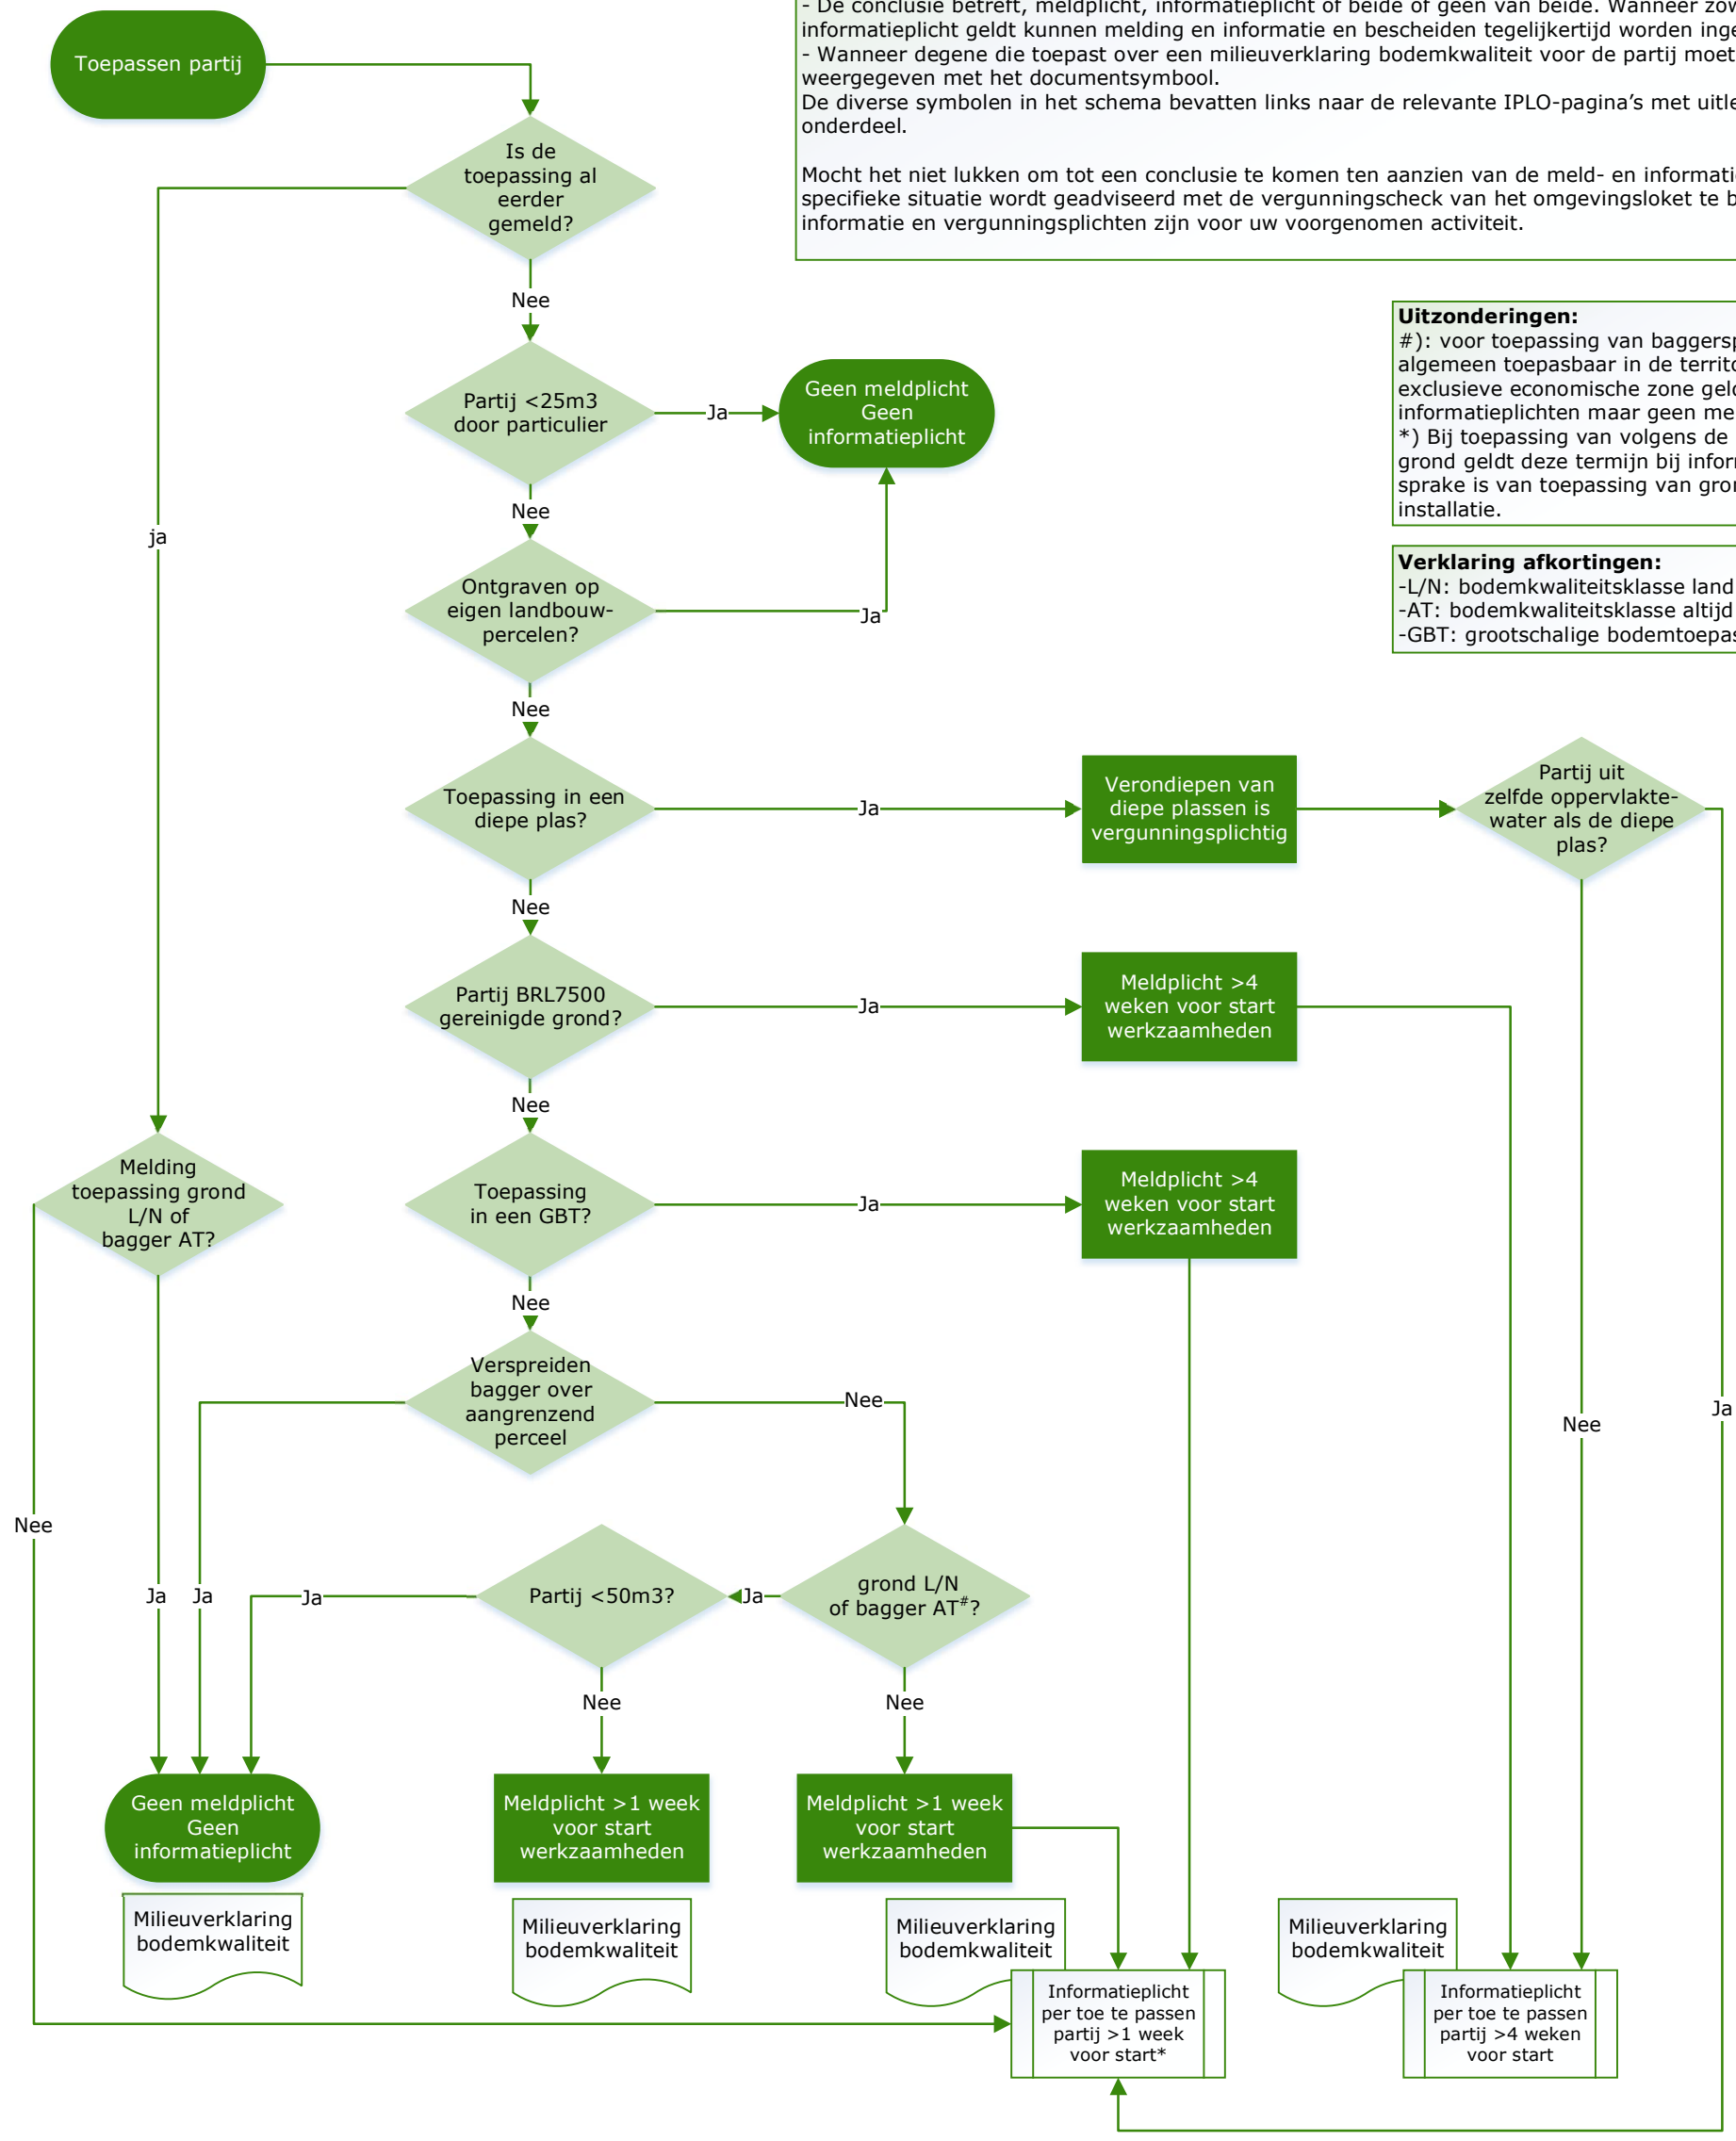 - De conclusie betreft, meldplicht, informatieplicht of beide of geen van beide. Wanneer
informatieplicht geldt kunnen melding en informatie en bescheiden tegelijkertijd worden
- Wanneer degene die toepast over een milieuverklaring bodemkwaliteit voor de partij moet
weergegeven met het documentsymbool.
De diverse symbolen in het schema bevatten links naar de relevante IPLO-pagina's met
onderdeel.
Mocht het niet lukken om tot een conclusie te komen ten aanzien van de meld- en
specifieke situatie wordt geadviseerd met de vergunningscheck van het omgevingsloket te
informatie en vergunningsplichten zijn voor uw voorgenomen activiteit.
Toepassen partij
Is de
toepassing al
eerder
gemeld?
Nee
Uitzonderingen:
#): voor toepassing van
algemeen toepasbaar in de
exclusieve economische zone
informatieplichten maar geen
*) Bij toepassing van volgens de
grond geldt deze termijn bij
sprake is van toepassing van
installatie.
Partij <25m3
door particulier
Ja
Geen meldplicht
Geen
informatieplicht
Nee
ja
Verklaring afkortingen:
-L/N: bodemkwaliteitsklasse land
-AT: bodemkwaliteitsklasse altijd
-GBT: grootschalige
Ontgraven op
eigen landbouw-
percelen?
Ja
Nee
Toepassing in een
diepe plas?
Ja
Verondiepen van
diepe plassen is
vergunningsplichtig
Partij uit
zelfde oppervlakte-
water als de diepe
plas?
Nee
Partij BRL7500
gereinigde grond?
Ja
Meldplicht >4
weken voor start
werkzaamheden
Nee
Melding
toepassing grond
L/N of
bagger AT?
Toepassing
in een GBT?
Ja
Meldplicht >4
weken voor start
werkzaamheden
Nee
Verspreiden
bagger over
aangrenzend
perceel
Nee
Nee
Ja
Nee
Ja
Ja
Ja
Partij <50m3?
Ja
grond L/N
of bagger AT#?
Nee
Nee
Geen meldplicht
Geen
informatieplicht
Meldplicht >1 week
voor start
werkzaamheden
Meldplicht >1 week
voor start
werkzaamheden
Milieuverklaring
bodemkwaliteit
Milieuverklaring
bodemkwaliteit
Milieuverklaring
bodemkwaliteit
Milieuverklaring
bodemkwaliteit
Informatieplicht
per toe te passen
partij >1 week
voor start*
Informatieplicht
per toe te passen
partij >4 weken
voor start